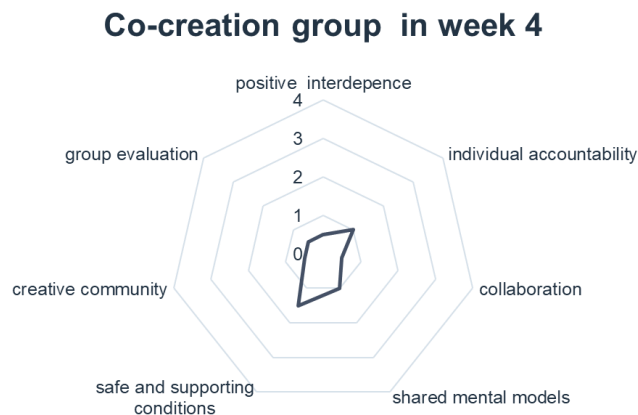 Co-creation group  in week 4
positive  interdepence
4
group evaluation
3
individual accountability
2
1
0
creative community
collaboration
safe and supporting
conditions
shared mental models